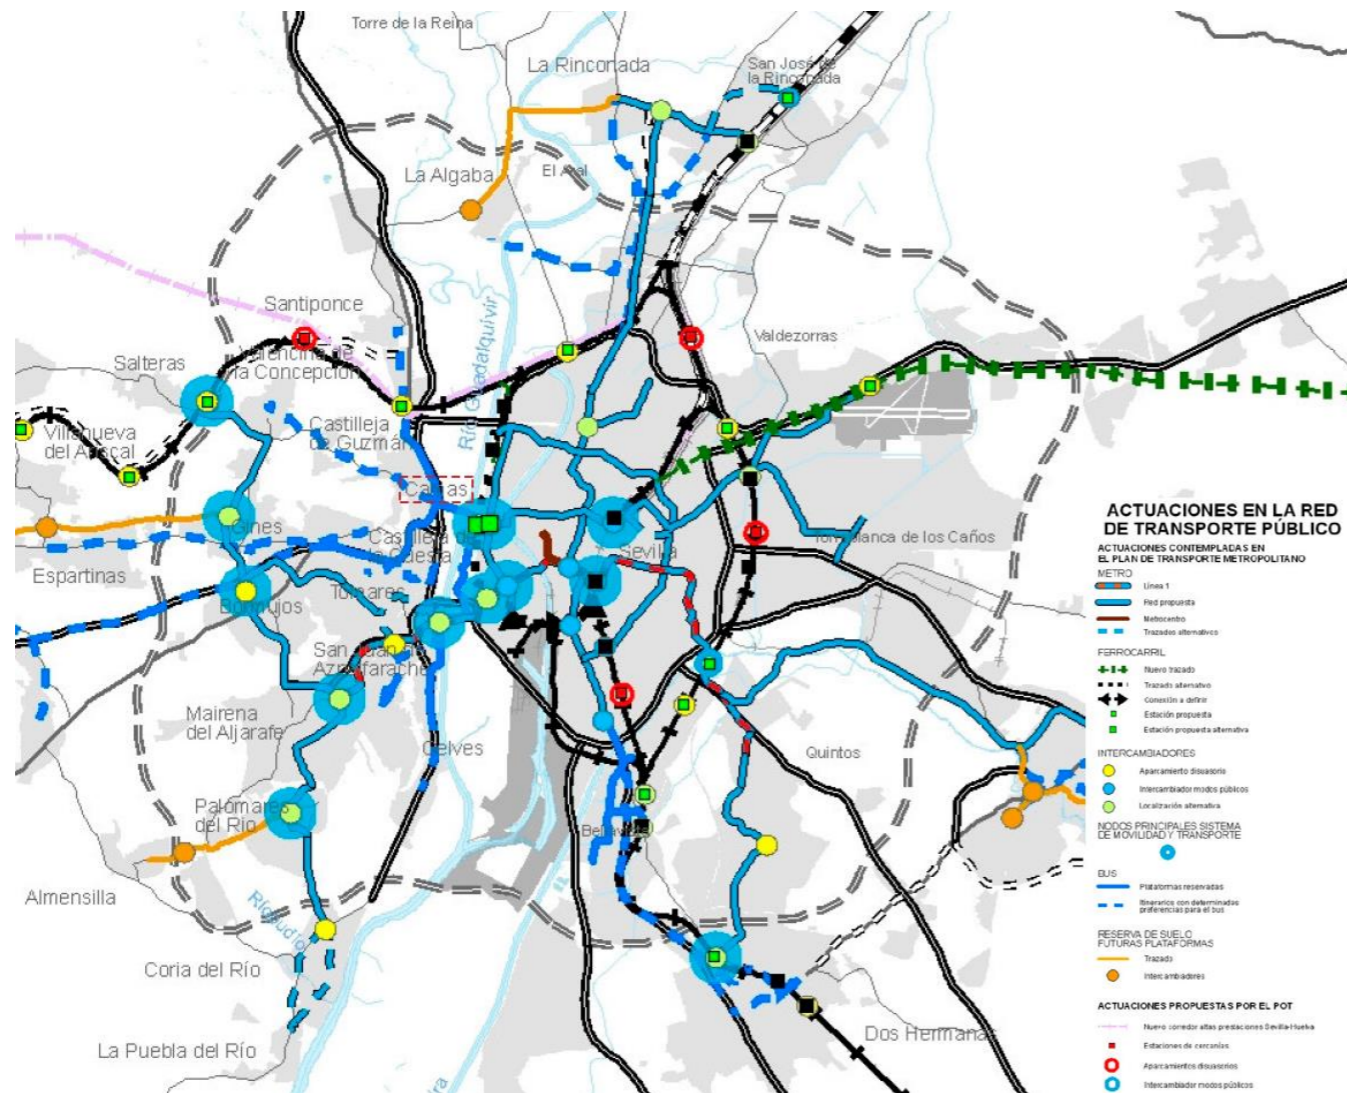 Torre de la Reina
La Rinconada
San José de
la Rinconada
La Algaba
El Aral
Santiponce
Río Guadalquivir
Valdezorras
Salteras
Valencina de
la Concepción
Castilleja
de Guzmán
Villanueva
del Ariscal
Camas
Gines
Castilleja de
la Cuesta
Sevilla
Torreblanca de los Caños
Espartinas
Bormujos
Tomares
San Juan de
Aznalfarache
Mairena
del Aljarafe
Gelves
Quintos
Palomares
del Río
Bellavista
Almensilla
Río Pudio
Coria del Río
La Puebla del Río
Dos Hermanas
ACTUACIONES EN LA RED
DE TRANSPORTE PÚBLICO
ACTUACIONES CONTEMPLADAS EN
EL PLAN DE TRANSPORTE METROPOLITANO
METRO
Línea 1
Red propuesta
Metrocentro
Trazados alternativos
FERROCARRIL
Nuevo trazado
Trazado alternativo
Conexión a definir
Estación propuesta
Estación propuesta alternativa
INTERCAMBIADORES
Aparcamiento disuasorio
Intercambiador modos públicos
Localización alternativa
NODOS PRINCIPALES SISTEMA
DE MOVILIDAD Y TRANSPORTE
BUS
Plataformas reservadas
Itinerarios con determinadas
preferencias para el bus
RESERVA DE SUELO
FUTURAS PLATAFORMAS
Trazado
Intercambiadores
ACTUACIONES PROPUESTAS POR EL POT
Nuevo corredor altas prestaciones Sevilla-Huelva
Estaciones de cercanías
Aparcamientos disuasorios
Intercambiador modos públicos